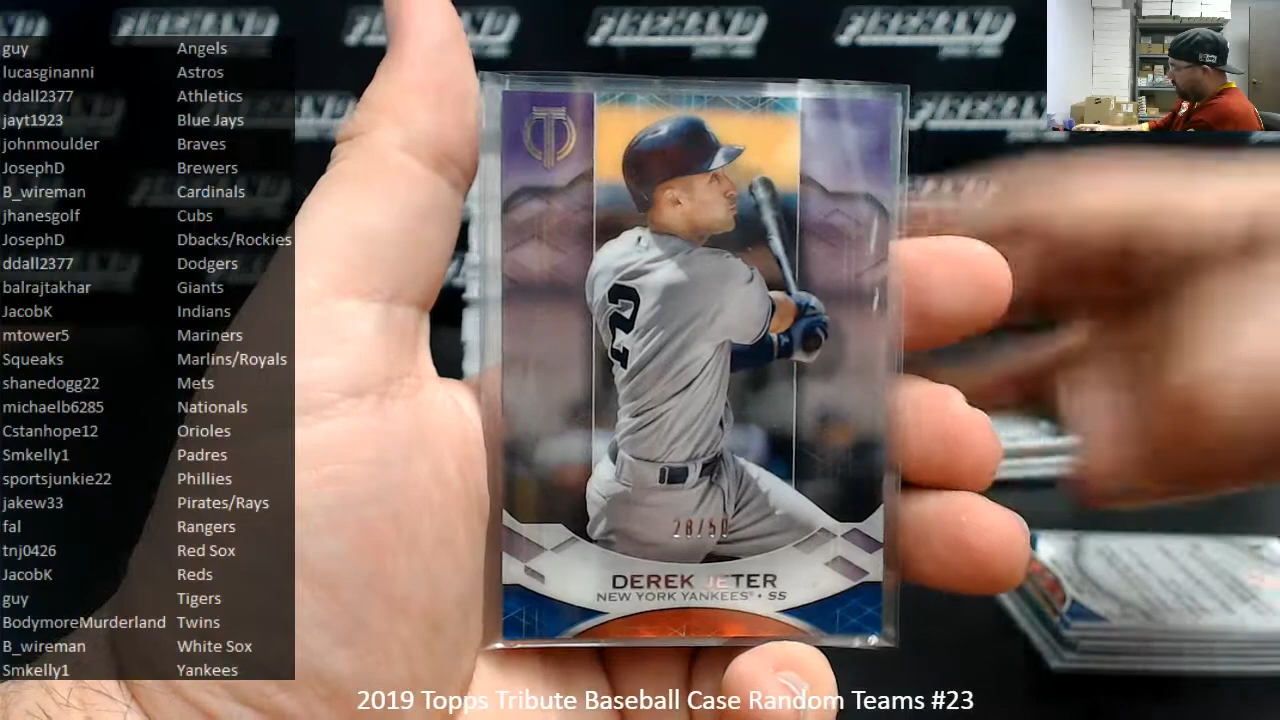 guy Angels
lucasginanni Astros
ddall2377 Athletics
jayt1923 Blue Jays
johnmoulder Braves
JosephD Brewers
B_wireman Cardinals
jhanesgolf Cubs
JosephD Dbacks/Rockies
ddall2377 Dodgers
balrajtakhar Giants
JacobK Indians
mtower5 Mariners
Squeaks Marlins/Royals
shanedogg22 Mets
michaelb6285 Nationals
Cstanhope12 Orioles
Smkelly1 Padres
sportsjunkie22 Phillies
jakew33 Pirates/Rays
fal Rangers
tnj0426 Red Sox
JacobK Reds
guy Tigers
BodymoreMurderland Twins
B_wireman White Sox
Smkelly1 Yankees
FIREHAND FIREHAND FIREHAND FIREHAND
T
2
28/50
DEREK JETER
NEW YORK YANKEES® • SS
2019 Topps Tribute Baseball Case Random Teams #23